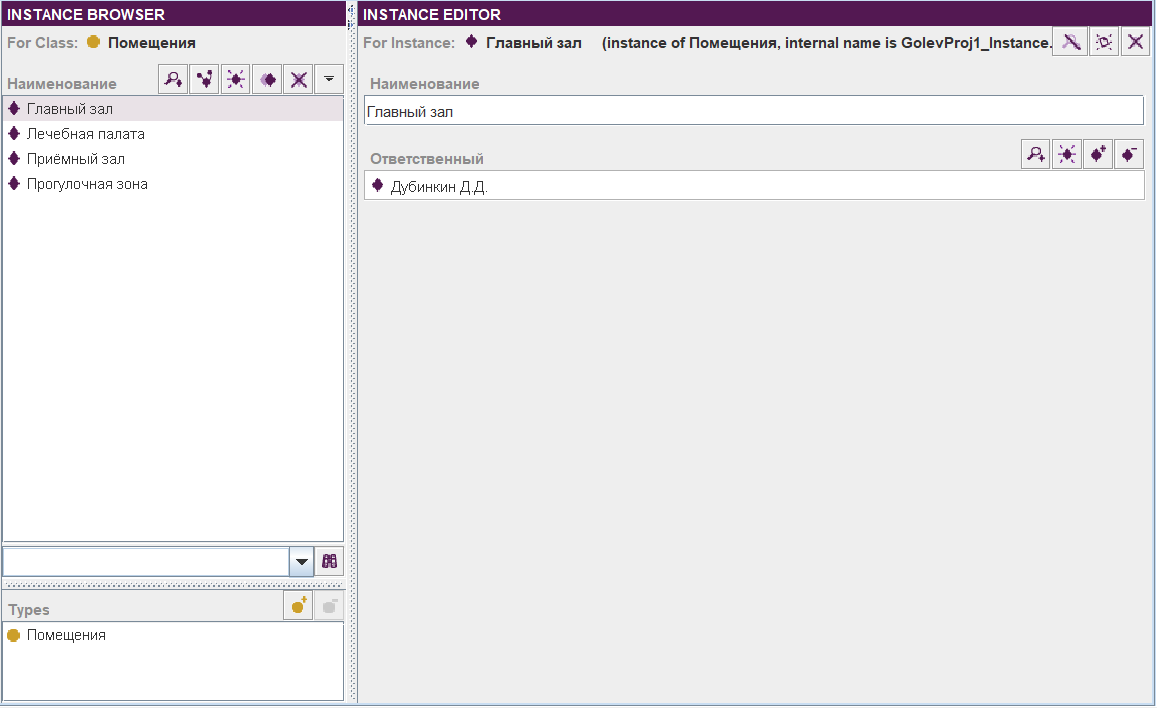 INSTANCE BROWSER
For Class: Помещения
Наименование
Главный зал
Лечебная палата
Приёмный зал
Прогулочная зона
Types
Помещения
INSTANCE EDITOR
For Instance: Главный зал (instance of Помещения, internal name is GolevProj1_Instance.
Наименование
Главный зал
Ответственный
Дубинкин Д.Д.